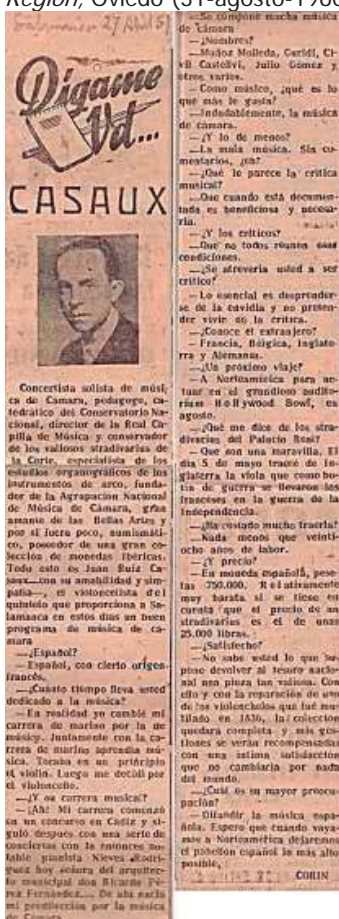 Región, Oviedo (31-agosto-1986
Salamanca 27 Abril 5
Dígame
Vd...
CASAUX
Concertista solista de músi-
ca de Cámara, pedagogo, ca-
tedrático del Conservatorio Na-
cional, director de la Real Ca-
pilla de Música y conservador
de los valiosos stradivarius de
la Corte, especialista de los
estudios organográficos de los
instrumentos de arco, funda-
dor de la Agrupación Nacional
de Música de Cámara, gran
amante de las Bellas Artes y,
por si fuera poco, numismáti-
co, poseedor de una gran co-
lección de monedas ibéricas.
Todo esto es Juan Ruiz Ca-
saux—con su amabilidad y sim-
patía—, el violoncelista del
quinteto que proporciona a Sa-
lamanca en estos días un buen
programa de música de cá-
mara
—¿Español?
—Español, con cierto origen
francés.
—¿Cuánto tiempo lleva usted
dedicado a la música?
—En realidad yo cambié mi
carrera de marino por la de
músico. Juntamente con la ca-
rrera de marino aprendía mú-
sica. Tocaba en un principio
el violín. Luego me decidí por
el violoncello.
—¿Y su carrera musical?
—¡Ah! Mi carrera comenzó
en un concurso en Cádiz y si-
guió después con una serie de
conciertos con la entonces no-
table pianista Nieves Rodrí-
guez hoy señora del arquitec-
to municipal don Ricardo Pé-
rez Fernández... De ahí nació
mi predilección por la música
de Cámara.
—Se compone mucha música
de cámara
—¿Nombres?
—Muñoz Molleda, Guridi, Ci-
vil Castellví, Julio Gómez y
otros varios.
—Como músico, ¿qué es lo
que más le gusta?
—Indudablemente, la música
de cámara.
—¿Y lo de menos?
—La mala música. Sin co-
mentarios, ¿eh?
—¿Qué le parece la crítica
musical?
—Que cuando está documen-
tada es beneficiosa y necesa-
ria.
—¿Y los críticos?
—Que no todos reúnen esas
condiciones.
—¿Se atrevería usted a ser
crítico?
—Lo esencial es desprender-
se de la envidia y no preten-
der vivir de la crítica.
—¿Conoce el extranjero?
—Francia, Bélgica, Inglate-
rra y Alemania.
—¿Un próximo viaje?
—A Norteamérica para ac-
tuar en el grandioso audito-
rium Hollywood Bowl, en
agosto.
—¿Qué me dice de los stra-
divarius del Palacio Real?
—Que son una maravilla. El
día 5 de mayo traeré de In-
glaterra la viola que como bo-
tín de guerra se llevaron los
franceses en la guerra de la
Independencia.
—¿Ha costado mucho traerla?
—Nada menos que veinti-
ocho años de labor.
—¿Y precio?
—En moneda española, pese-
tas 750.000. Relativamente
muy barata si se tiene en
cuenta que el precio de un
stradivarius es el de unas
25.000 libras.
—¿Satisfecho?
—No sabe usted lo que su-
pone devolver al tesoro nacio-
nal una pieza tan valiosa. Con
ello y con la reparación de uno
de los violonchelos que fué mu-
tilado en 1836, la colección
quedará completa y mis ges-
tiones se verán recompensadas
con una íntima satisfacción
que no cambiaría por nada
del mundo.
—¿Cuál es su mayor preocu-
pación?
—Difundir la música espa-
ñola. Espero que cuando vaya-
mos a Norteamérica dejaremos
el pabellón español lo más alto
posible.
CORIN